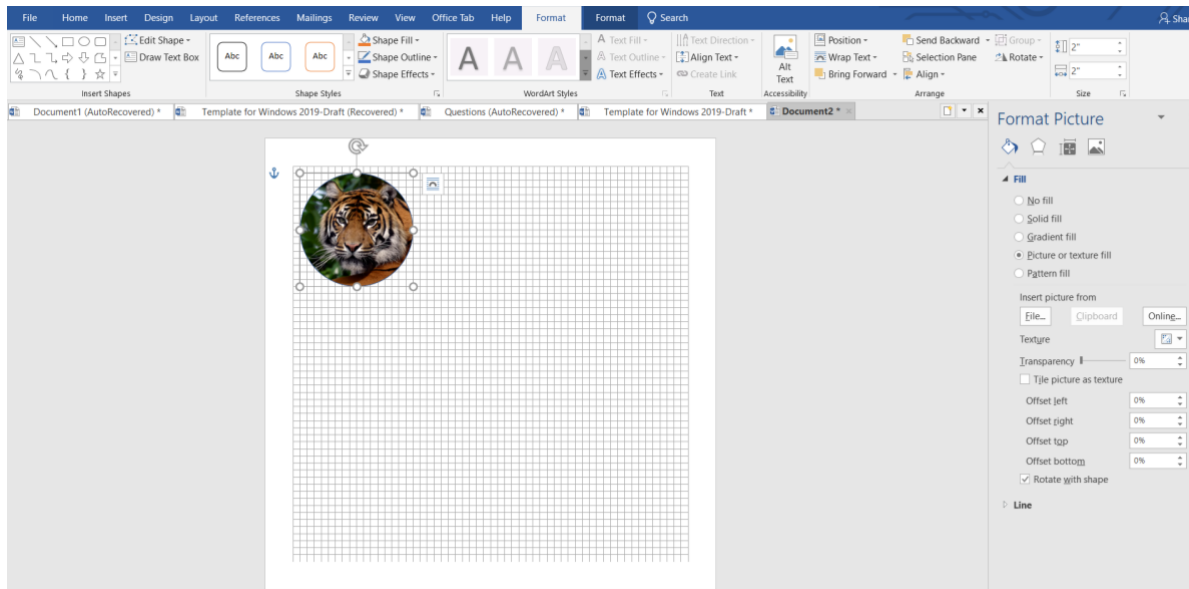 File Home Insert Design Layout References Mailings Review View Office Tab Help Format Format Search Shar
Edit Shape
Draw Text Box
Insert Shapes
Abc Abc Abc
Shape Fill
Shape Outline
Shape Effects
Shape Styles
A A A
Text Fill
Text Outline
Text Effects
WordArt Styles
Text Direction
Align Text
Create Link
Text
Alt
Text
Accessibility
Position
Wrap Text
Bring Forward
Send Backward
Selection Pane
Align
Group
Rotate
Arrange
2"
2"
Size
Document1 (AutoRecovered) * Template for Windows 2019-Draft (Recovered) * Questions (AutoRecovered) * Template for Windows 2019-Draft * Document2 *
Format Picture
Fill
No fill
Solid fill
Gradient fill
Picture or texture fill
Pattern fill
Insert picture from
File... Clipboard Online...
Texture
Transparency 0%
Tile picture as texture
Offset left 0%
Offset right 0%
Offset top 0%
Offset bottom 0%
Rotate with shape
Line